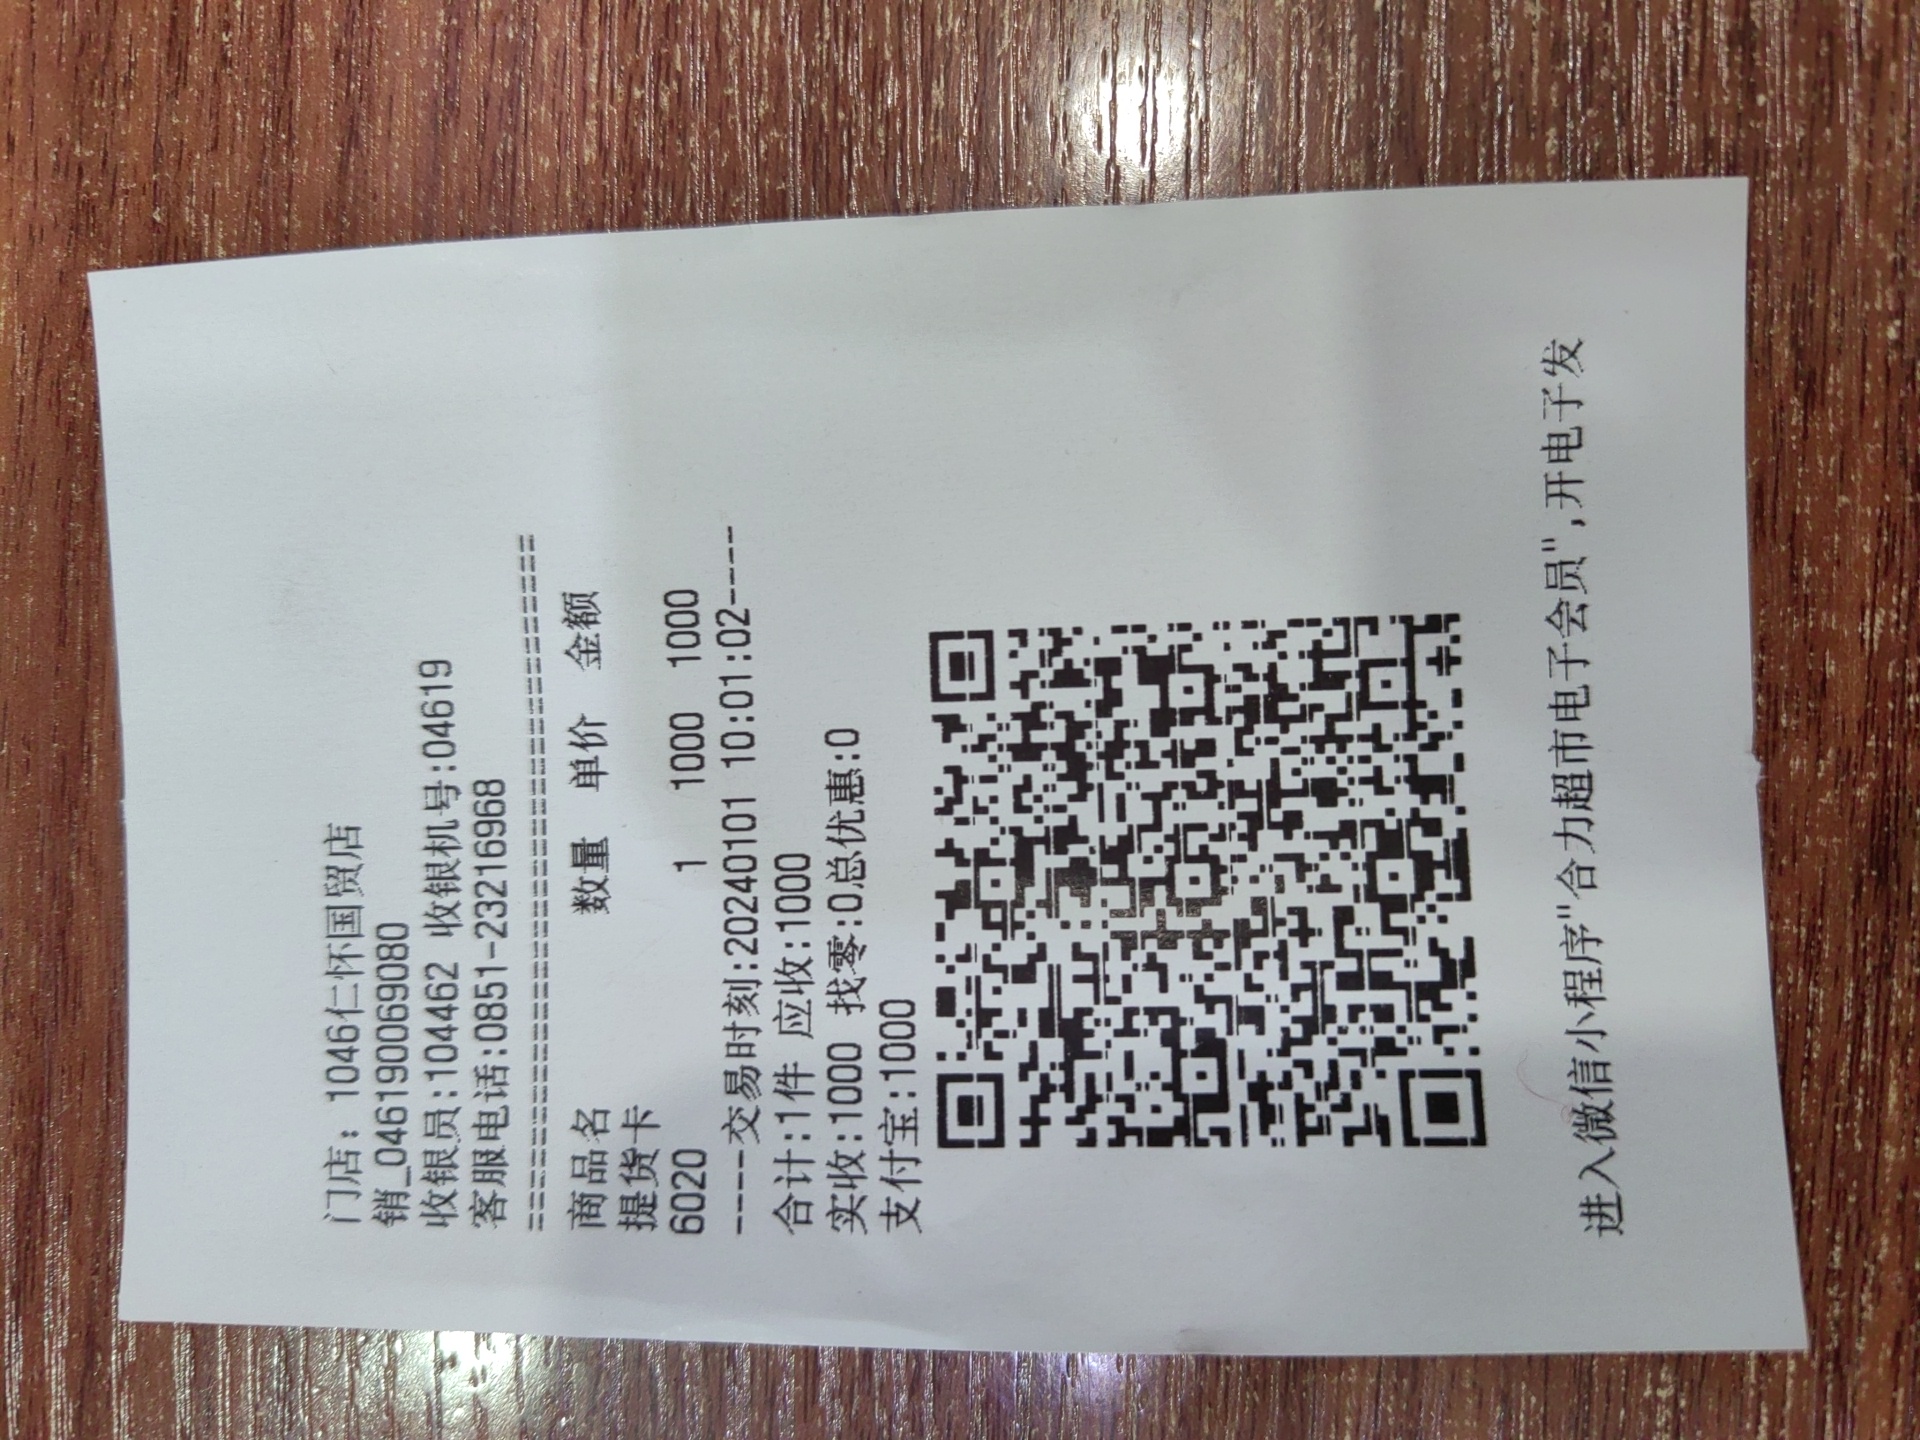 门店: 1046仁怀国贸店
销_046190069080
收银员:104462 收银机号:04619
客服电话:0851-23216968
========================================
商品名 数量 单价 金额
提货卡
6020 1 1000 1000
----交易时刻:20240101 10:01:02----
合计:1件 应收:1000
实收:1000 找零:0总优惠:0
支付宝:1000
进入微信小程序"合力超市电子会员",开电子发